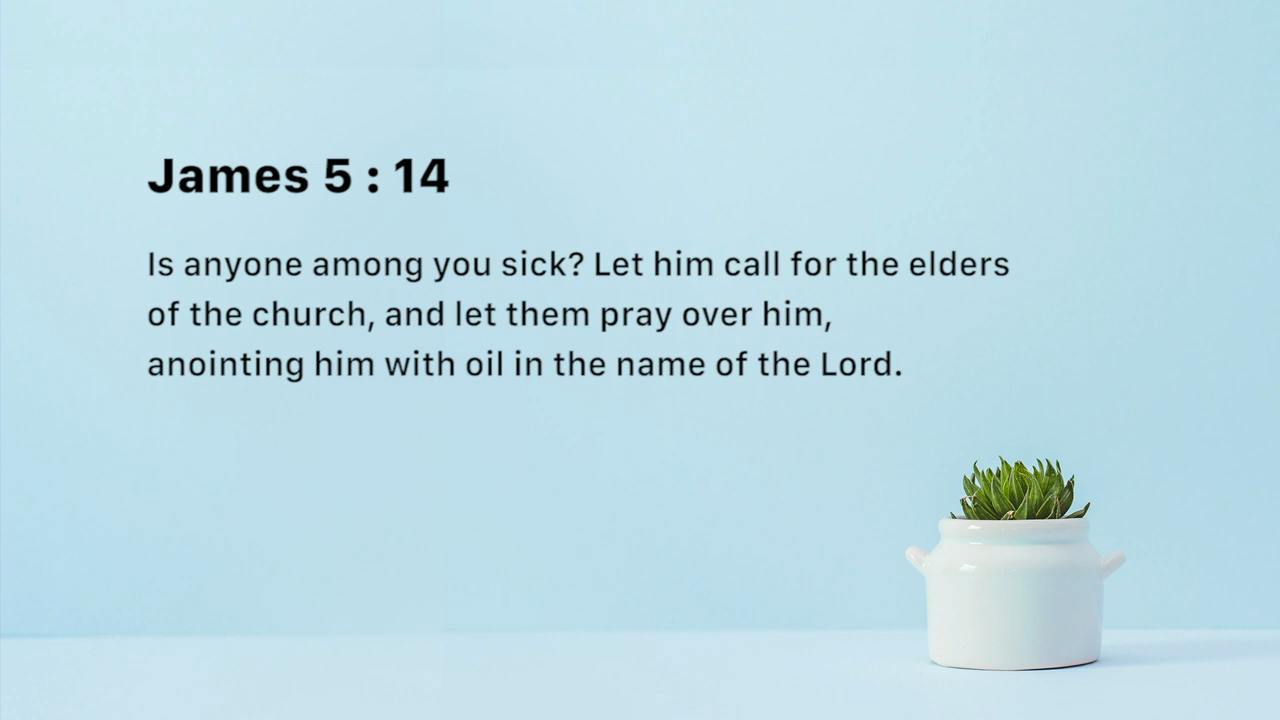 James 5 : 14
Is anyone among you sick? Let him call for the elders
of the church, and let them pray over him,
anointing him with oil in the name of the Lord.